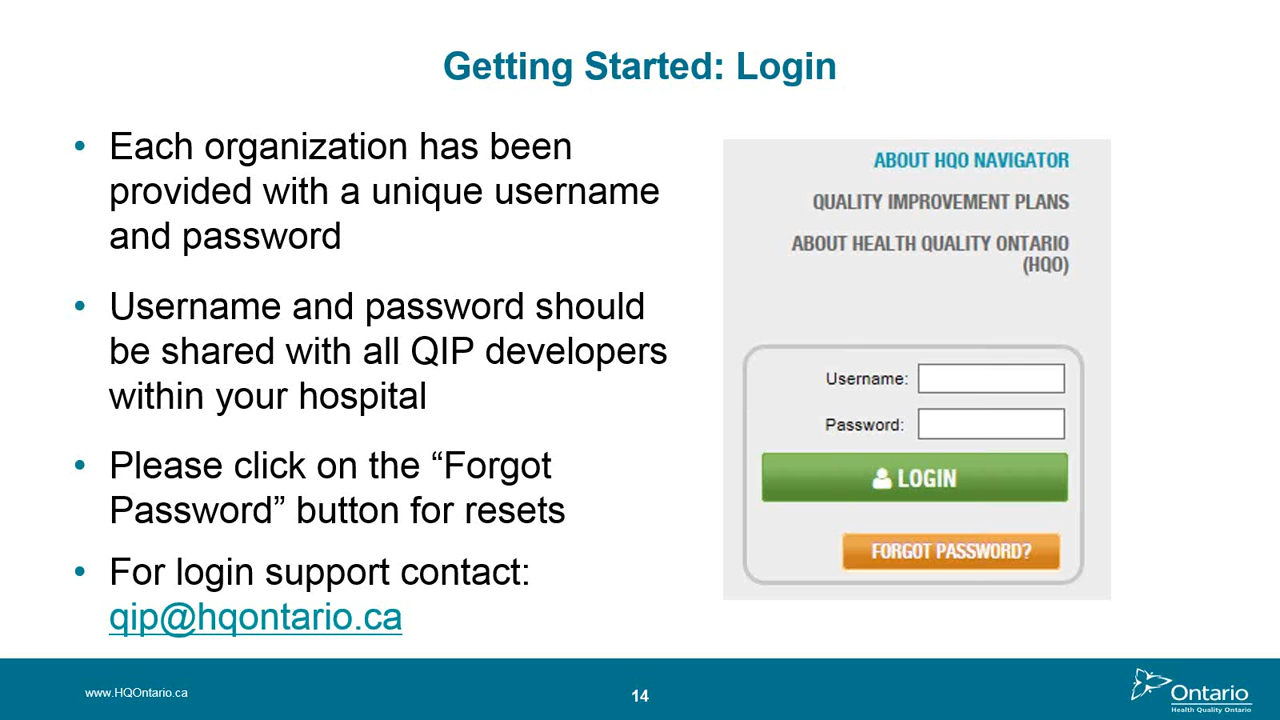 Getting Started: Login
• Each organization has been
provided with a unique username
and password
• Username and password should
be shared with all QIP developers
within your hospital
• Please click on the “Forgot
Password” button for resets
• For login support contact:
qip@hqontario.ca
ABOUT HQO NAVIGATOR
QUALITY IMPROVEMENT PLANS
ABOUT HEALTH QUALITY ONTARIO
(HQO)
Username:
Password:
LOGIN
FORGOT PASSWORD?
www.HQOntario.ca
14
Ontario
Health Quality Ontario